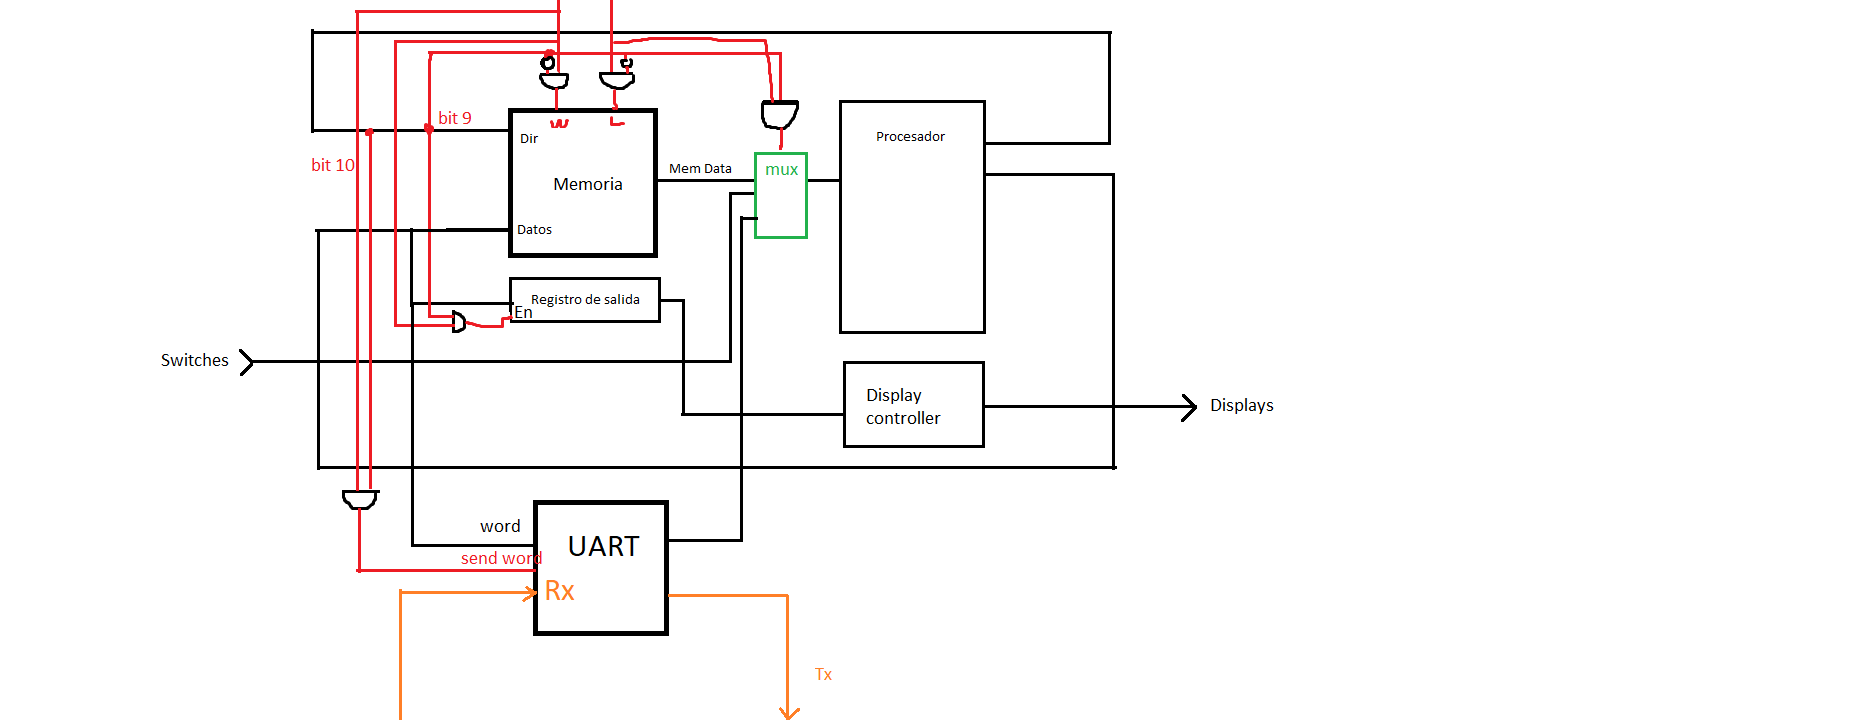 bit 9
W
L
Dir
Procesador
bit 10
Mem Data
mux
Memoria
Datos
Registro de salida
En
Switches
Display
controller
Displays
word
UART
send word
Rx
Tx